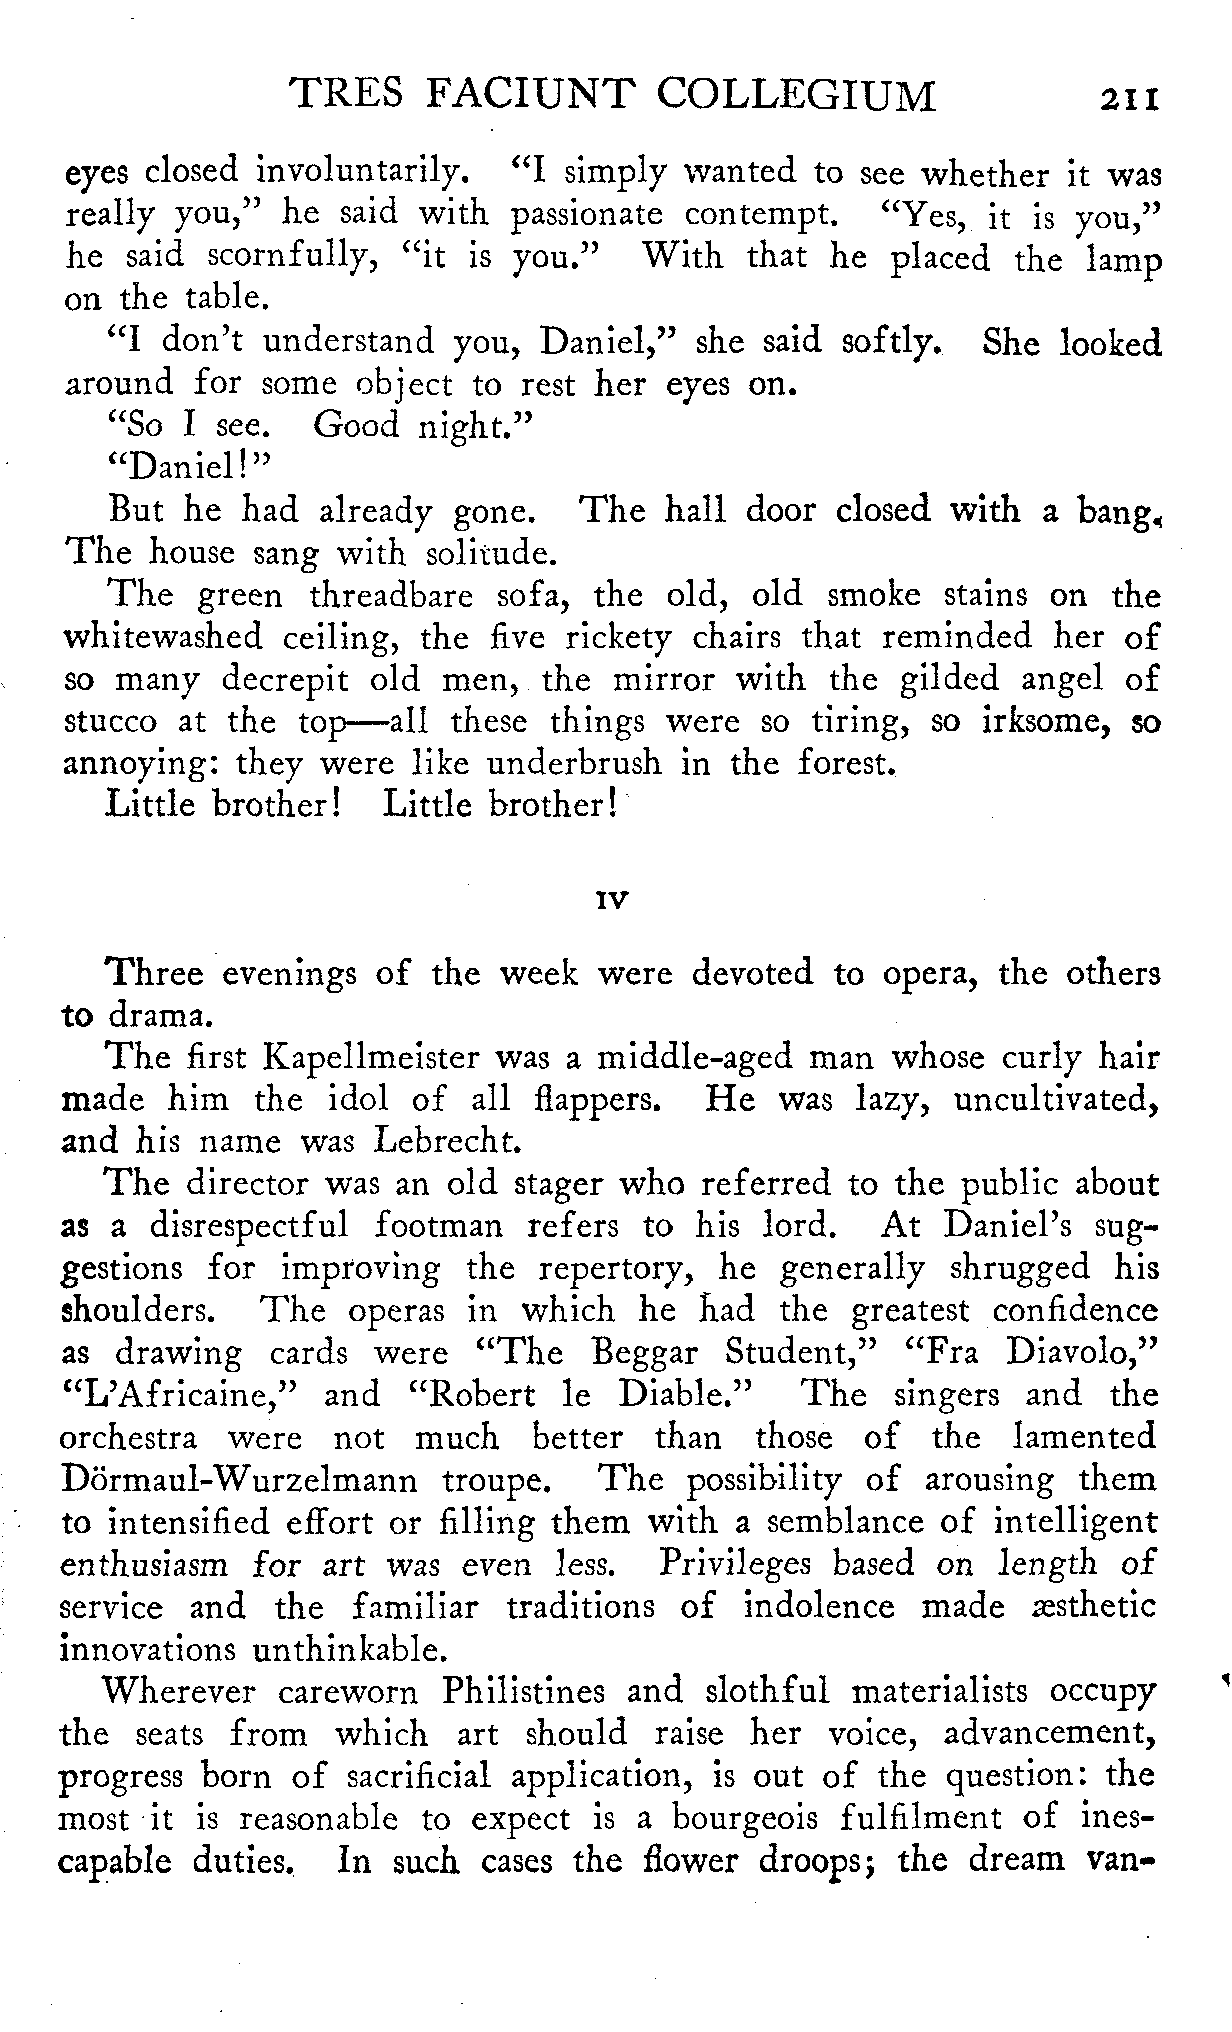 TRES FACIUNT COLLEGIUM 211
eyes closed involuntarily. “I simply wanted to see whether it was
really you,” he said with passionate contempt. “Yes, it is you,”
he said scornfully, “it is you.” With that he placed the lamp
on the table.
“I don’t understand you, Daniel,” she said softly. She looked
around for some object to rest her eyes on.
“So I see. Good night.”
“Daniel!”
But he had already gone. The hall door closed with a bang.
The house sang with solitude.
The green threadbare sofa, the old, old smoke stains on the
whitewashed ceiling, the five rickety chairs that reminded her of
so many decrepit old men, the mirror with the gilded angel of
stucco at the top—all these things were so tiring, so irksome, so
annoying: they were like underbrush in the forest.
Little brother! Little brother!
IV
Three evenings of the week were devoted to opera, the others
to drama.
The first Kapellmeister was a middle-aged man whose curly hair
made him the idol of all flappers. He was lazy, uncultivated,
and his name was Lebrecht.
The director was an old stager who referred to the public about
as a disrespectful footman refers to his lord. At Daniel’s sug-
gestions for improving the repertory, he generally shrugged his
shoulders. The operas in which he had the greatest confidence
as drawing cards were “The Beggar Student,” “Fra Diavolo,”
“L’Africaine,” and “Robert le Diable.” The singers and the
orchestra were not much better than those of the lamented
Dörmaul-Wurzelmann troupe. The possibility of arousing them
to intensified effort or filling them with a semblance of intelligent
enthusiasm for art was even less. Privileges based on length of
service and the familiar traditions of indolence made æsthetic
innovations unthinkable.
Wherever careworn Philistines and slothful materialists occupy
the seats from which art should raise her voice, advancement,
progress born of sacrificial application, is out of the question: the
most it is reasonable to expect is a bourgeois fulfilment of ines-
capable duties. In such cases the flower droops; the dream van-